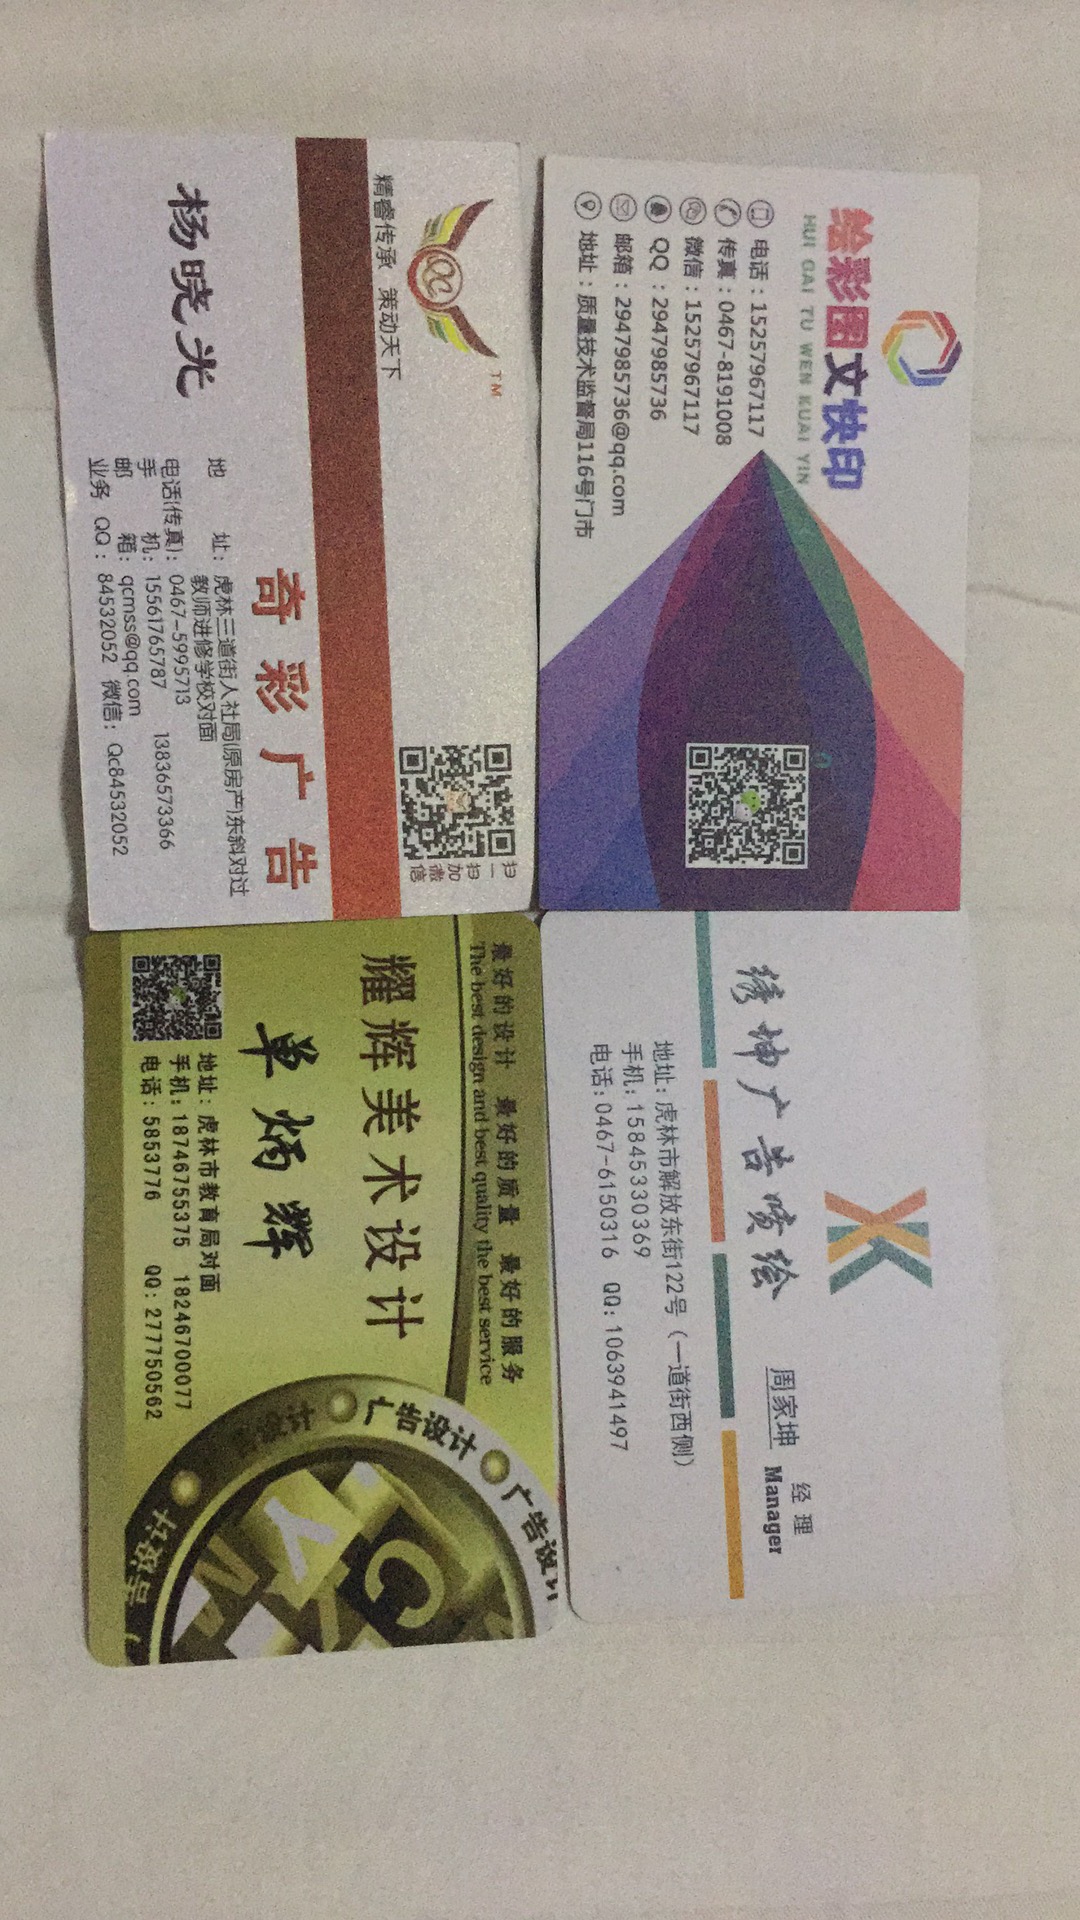 绘彩图文快印
HUI CAI TU WEN KUAI YIN
电话：15257967117
传真：0467-8191008
微信：15257967117
QQ：2947985736
邮箱：2947985736@qq.com
地址：质量技术监督局116号门市
QC
TM
精睿传承 策动天下
扫一扫
加微信
奇彩广告
杨晓光
地 址：虎林三道街人社局(原房产)东斜对过
教师进修学校对面
电话(传真)：0467-5995713
手 机：15561765787 13836573366
邮 箱：qcmss@qq.com
业务 QQ：84532052 微信：Qc84532052
绣坤广告喷绘
周家坤 经理
Manager
地址:虎林市解放东街122号（一道街西侧）
手机:15845330369
电话:0467-6150316 QQ:1063941497
最好的设计 最好的质量 最好的服务
The best design and best quality the best service
耀辉美术设计
单炳辉
地址：虎林市教育局对面
手机:18746755375 18246700077
电话：5853776 QQ：277750562
广告设计
广告设计
设计